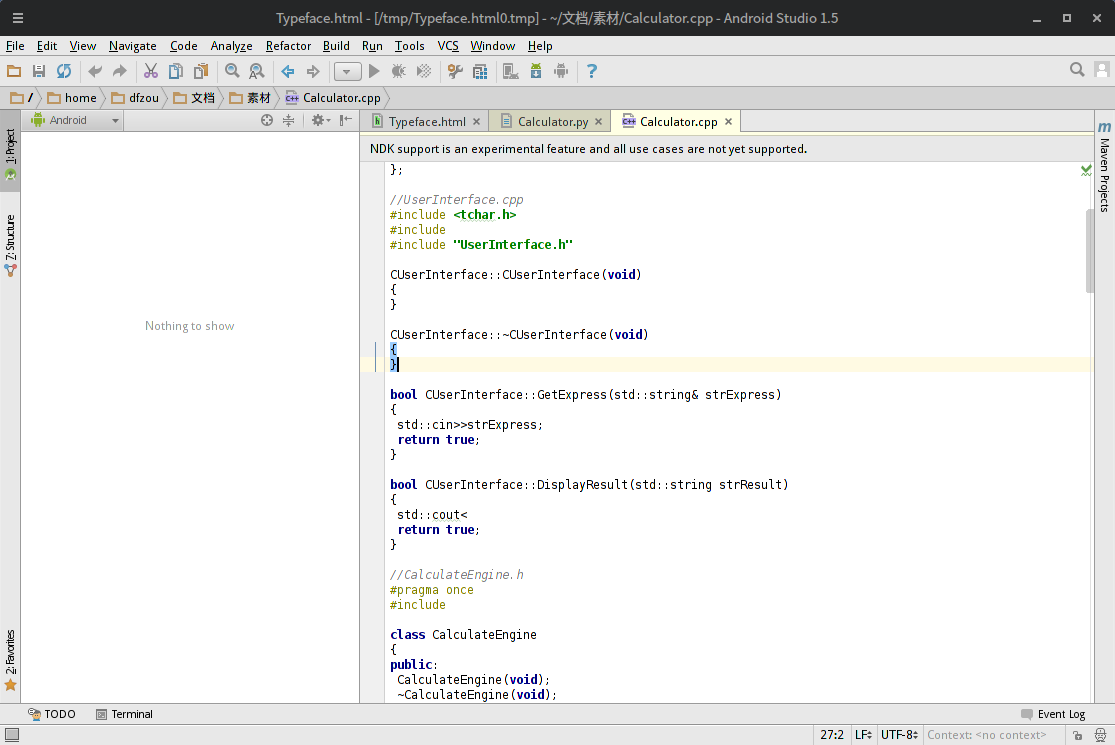 Typeface.html - [/tmp/Typeface.html0.tmp] - ~/文档/素材/Calculator.cpp - Android Studio 1.5
File Edit View Navigate Code Analyze Refactor Build Run Tools VCS Window Help
/ home dfzou 文档 素材 Calculator.cpp
1: Project
Z: Structure
2: Favorites
Android
Nothing to show
Typeface.html Calculator.py Calculator.cpp
NDK support is an experimental feature and all use cases are not yet supported.
};
//UserInterface.cpp
#include <tchar.h>
#include
#include "UserInterface.h"
CUserInterface::CUserInterface(void)
{
}
CUserInterface::~CUserInterface(void)
{
}
bool CUserInterface::GetExpress(std::string& strExpress)
{
std::cin>>strExpress;
return true;
}
bool CUserInterface::DisplayResult(std::string strResult)
{
std::cout<
return true;
}
//CalculateEngine.h
#pragma once
#include
class CalculateEngine
{
public:
CalculateEngine(void);
~CalculateEngine(void);
m Maven Projects
TODO Terminal Event Log
27:2 LF UTF-8 Context: <no context>